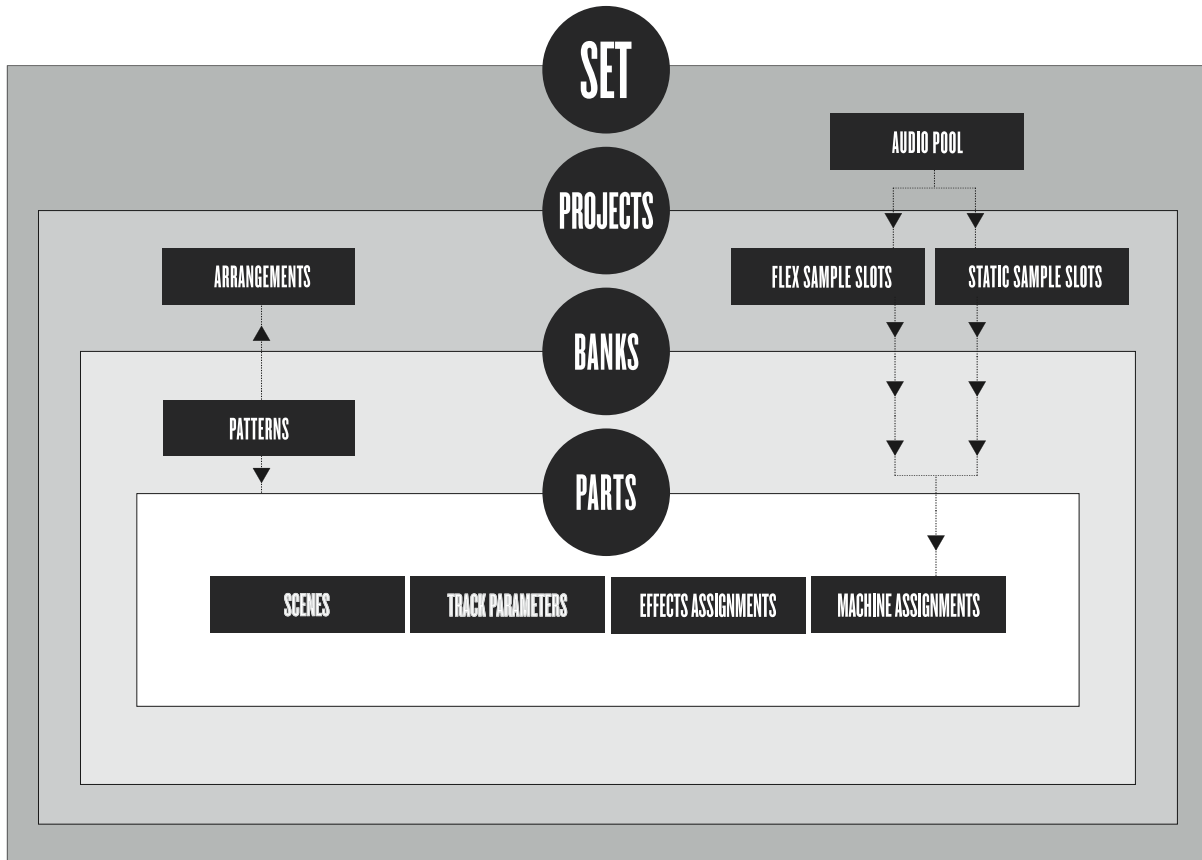 SET
AUDIO POOL
PROJECTS
ARRANGEMENTS
FLEX SAMPLE SLOTS
STATIC SAMPLE SLOTS
BANKS
PATTERNS
PARTS
SCENES
TRACK PARAMETERS
EFFECTS ASSIGNMENTS
MACHINE ASSIGNMENTS